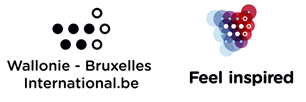 Wallonie - Bruxelles
International.be
Feel inspired